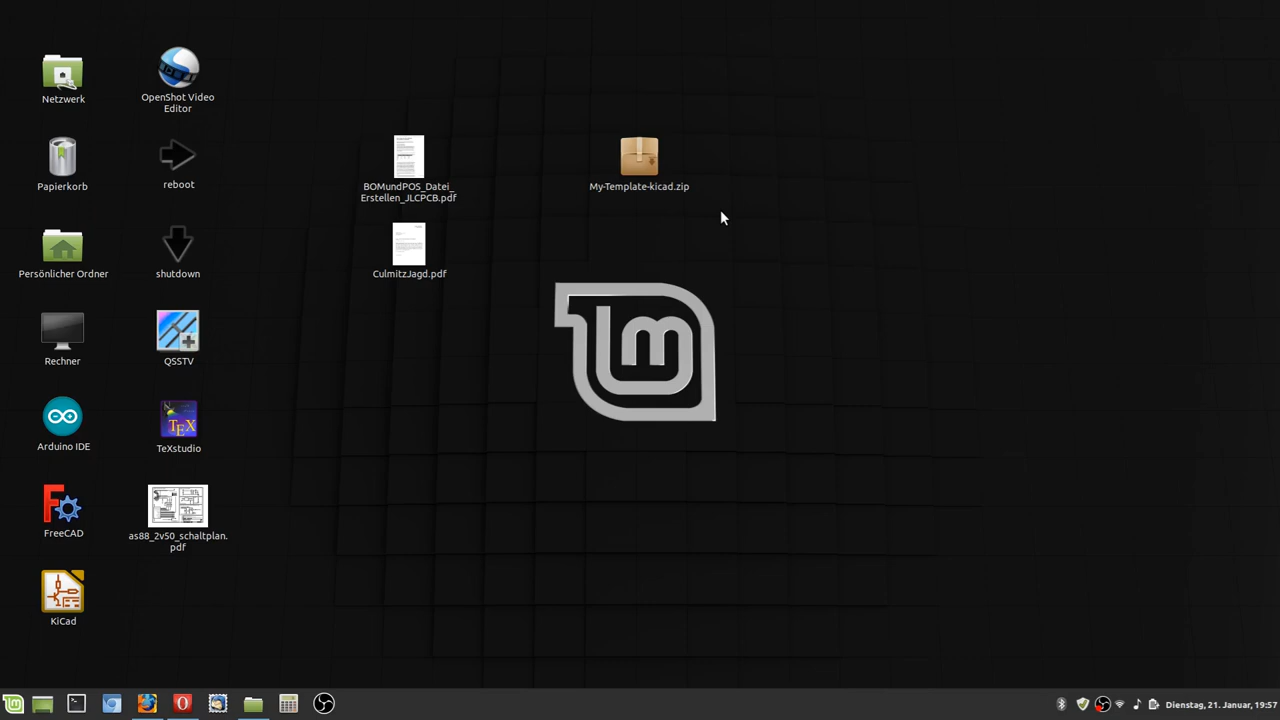 Netzwerk
OpenShot Video
Editor
Papierkorb
reboot
BOMundPOS_Datei_
Erstellen_JLCPCB.pdf
My-Template-kicad.zip
Persönlicher Ordner
shutdown
CulmitzJagd.pdf
Rechner
QSSTV
Arduino IDE
TEX
TeXstudio
FreeCAD
as88_2v50_schaltplan.
pdf
KiCad
Dienstag, 21. Januar, 19:57